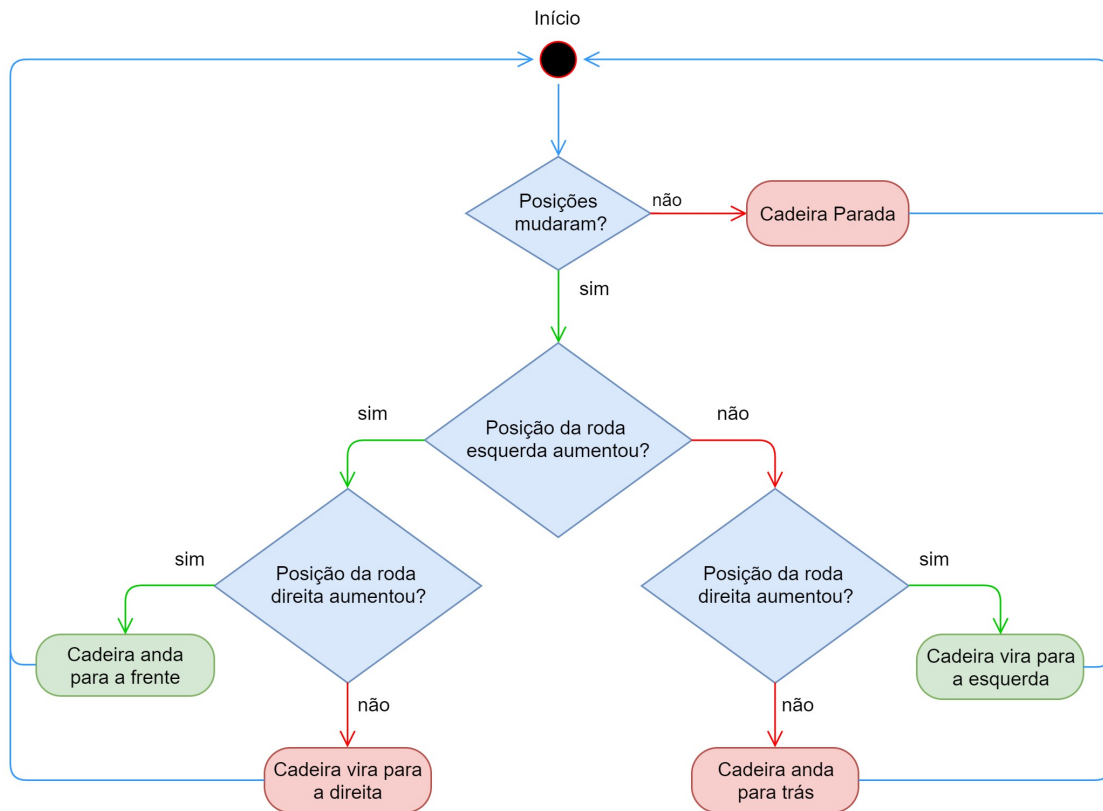 Início
Posições
mudaram?
não
Cadeira Parada
sim
Posição da roda
esquerda aumentou?
sim
não
Posição da roda
direita aumentou?
sim
Cadeira anda
para a frente
não
Cadeira vira para
a direita
Posição da roda
direita aumentou?
sim
Cadeira vira para
a esquerda
não
Cadeira anda
para trás